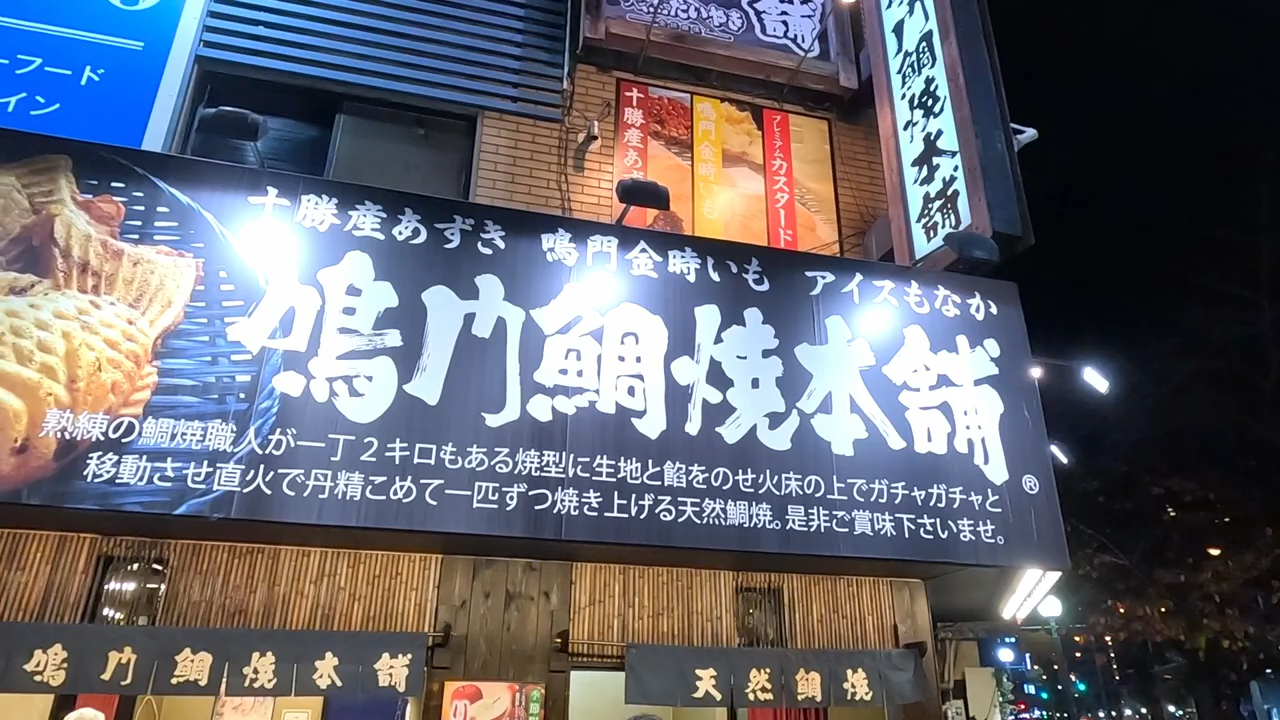 ーフード
イン
天然たいやき
舗
門鯛焼本舗
十勝産あず
鳴門金時いも
プレミアムカスタード
十勝産あずき 鳴門金時いも アイスもなか
鳴門鯛焼本舗
®
熟練の鯛焼職人が一丁2キロもある焼型に生地と餡をのせ火床の上でガチャガチャと
移動させ直火で丹精こめて一匹ずつ焼き上げる天然鯛焼。是非ご賞味下さいませ。
鳴門鯛焼本舗
天然鯛焼